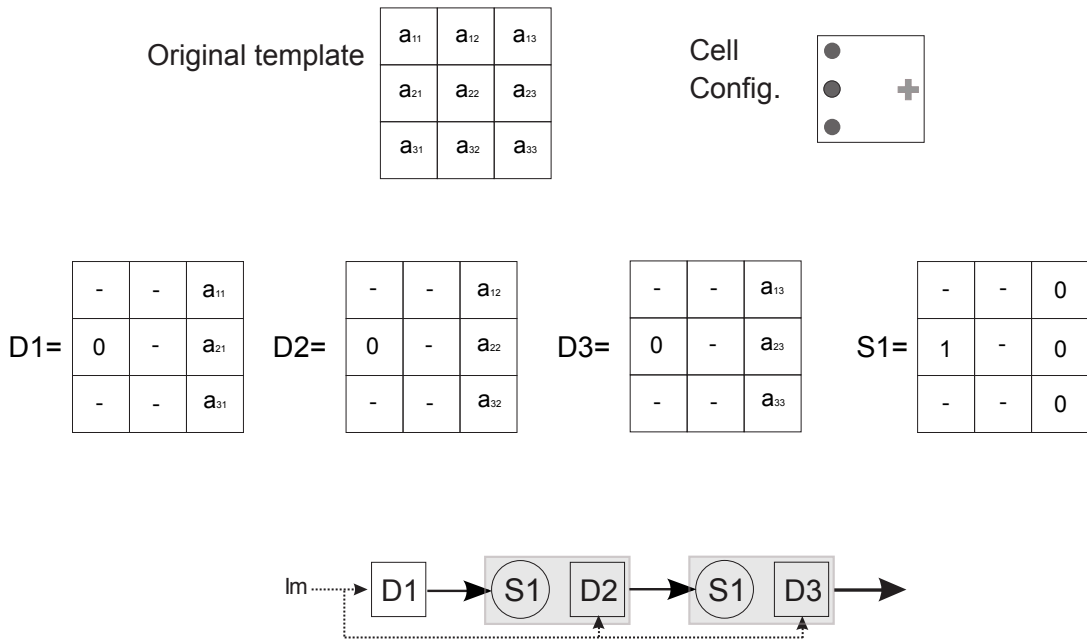 Original template
a11 a12 a13
a21 a22 a23
a31 a32 a33
Cell
Config.
D1=
- - a11
0 - a21
- - a31
D2=
- - a12
0 - a22
- - a32
D3=
- - a13
0 - a23
- - a33
S1=
- - 0
1 - 0
- - 0
Im D1 S1 D2 S1 D3